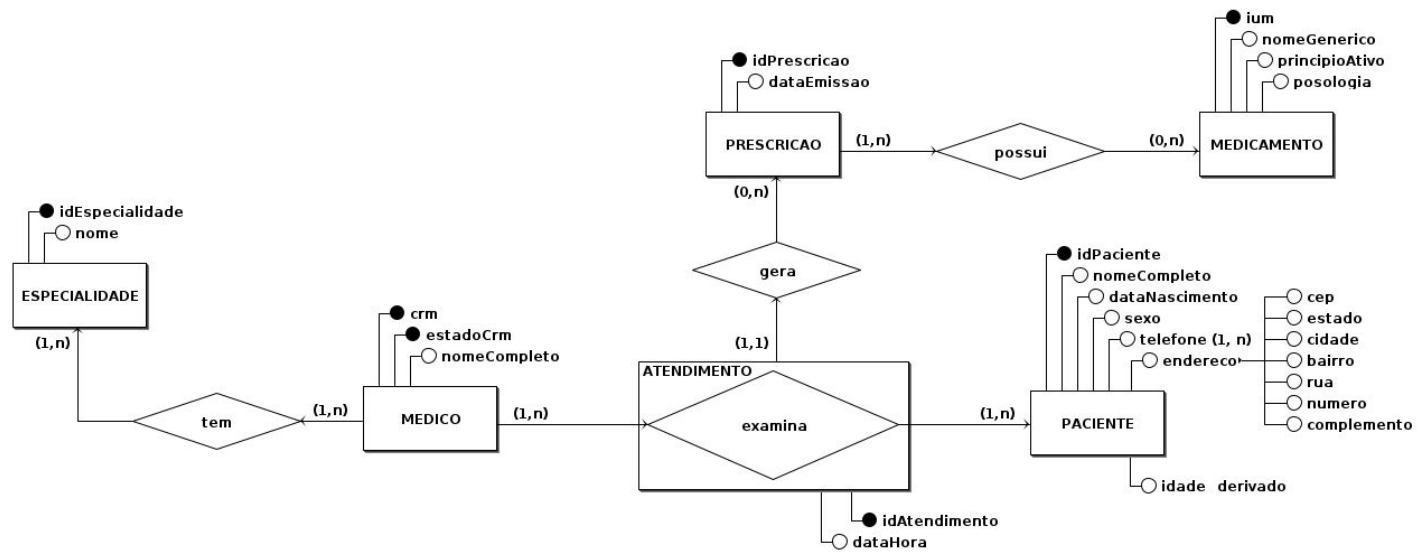 ium
nomeGenerico
principioAtivo
posologia
idPrescricao
dataEmissao
PRESCRICAO
(1,n)
possui
(0,n)
MEDICAMENTO
(0,n)
idEspecialidade
nome
ESPECIALIDADE
(1,n)
gera
(1,1)
idPaciente
nomeCompleto
dataNascimento
sexo
telefone (1, n)
endereco
cep
estado
cidade
bairro
rua
numero
complemento
crm
estadoCrm
nomeCompleto
tem
(1,n)
MEDICO
(1,n)
ATENDIMENTO
examina
(1,n)
PACIENTE
idade derivado
idAtendimento
dataHora